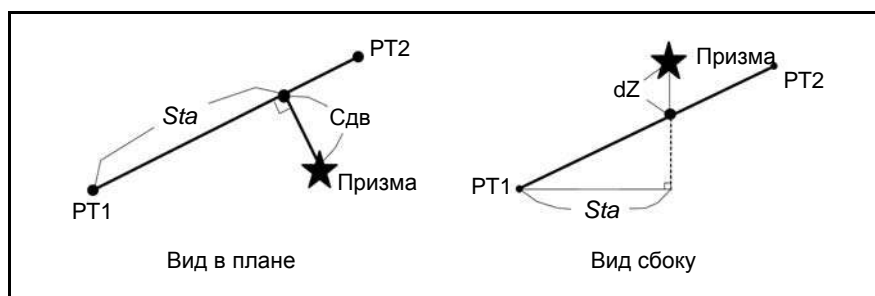 PT2
Sta
Сдв
Призма
PT1
Вид в плане
Призма
dZ
PT2
PT1
Sta
Вид сбоку